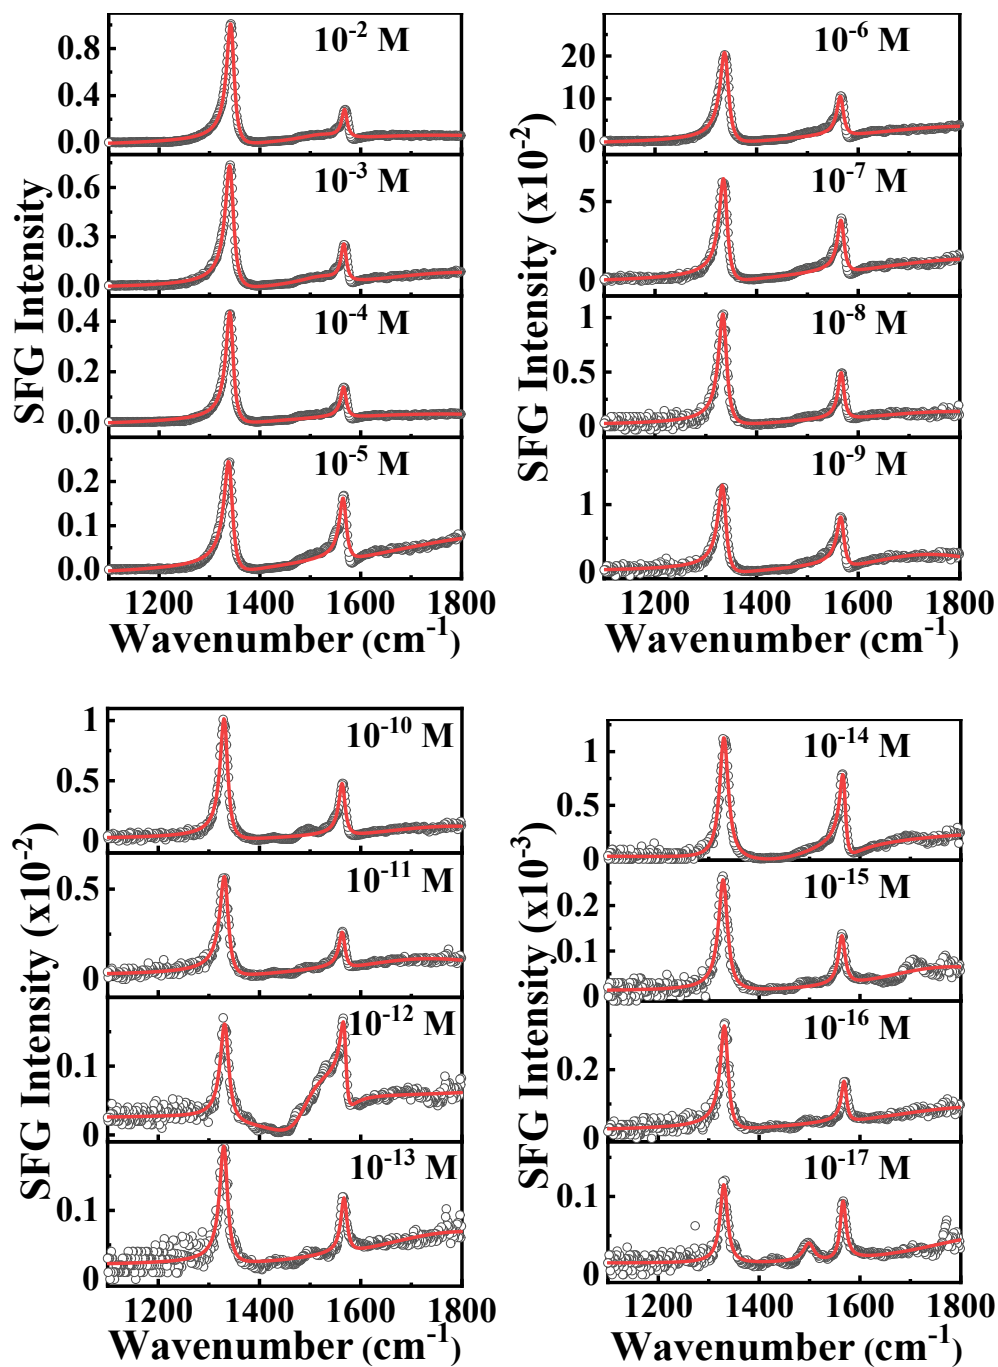 SFG Intensity
0.8
0.4
0.0
10⁻² M
0.6
0.3
0.0
10⁻³ M
0.4
0.2
0.0
10⁻⁴ M
0.2
0.1
0.0
10⁻⁵ M
1200 1400 1600 1800
Wavenumber (cm⁻¹)
SFG Intensity (x10⁻²)
20
10
0
10⁻⁶ M
5
0
10⁻⁷ M
1
0.5
0
10⁻⁸ M
1
0
10⁻⁹ M
1200 1400 1600 1800
Wavenumber (cm⁻¹)
SFG Intensity (x10⁻²)
1
0.5
0
10⁻¹⁰ M
0.5
0
10⁻¹¹ M
0.1
0
10⁻¹² M
0.1
0
10⁻¹³ M
1200 1400 1600 1800
Wavenumber (cm⁻¹)
SFG Intensity (x10⁻³)
1
0.5
0
10⁻¹⁴ M
0.2
0.1
0
10⁻¹⁵ M
0.2
0
10⁻¹⁶ M
0.1
0
10⁻¹⁷ M
1200 1400 1600 1800
Wavenumber (cm⁻¹)